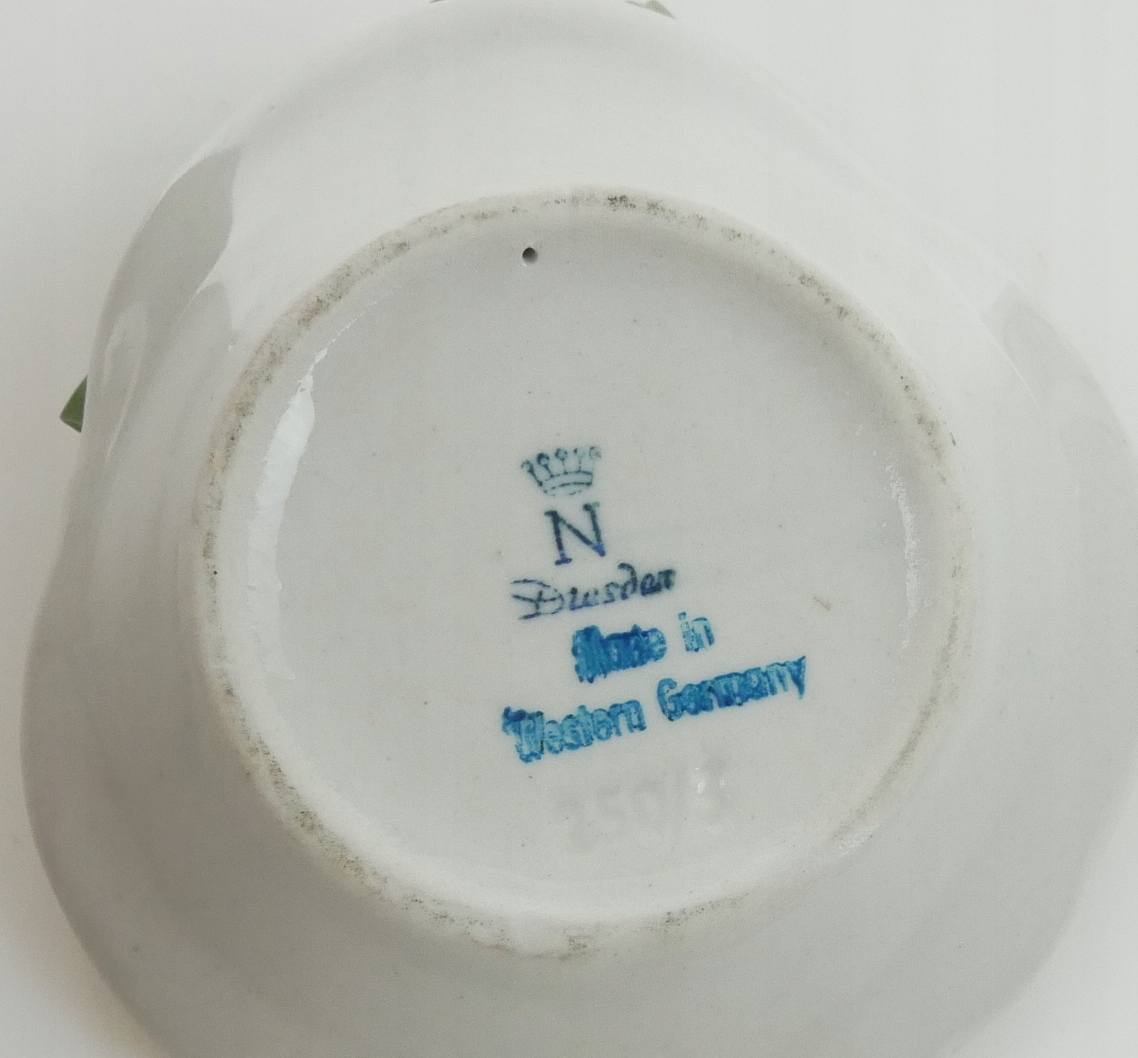 N
Dresden
Made in
Western Germany